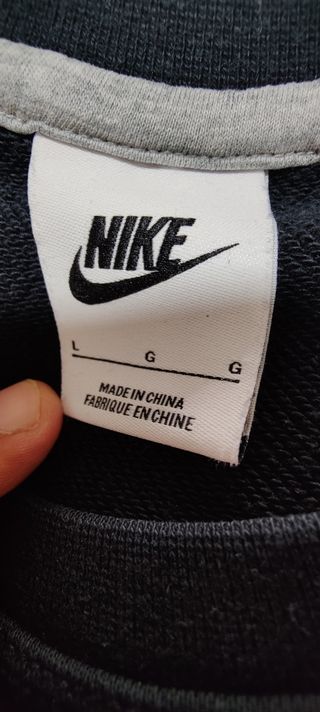 NIKE
L G G
MADE IN CHINA
FABRIQUE EN CHINE